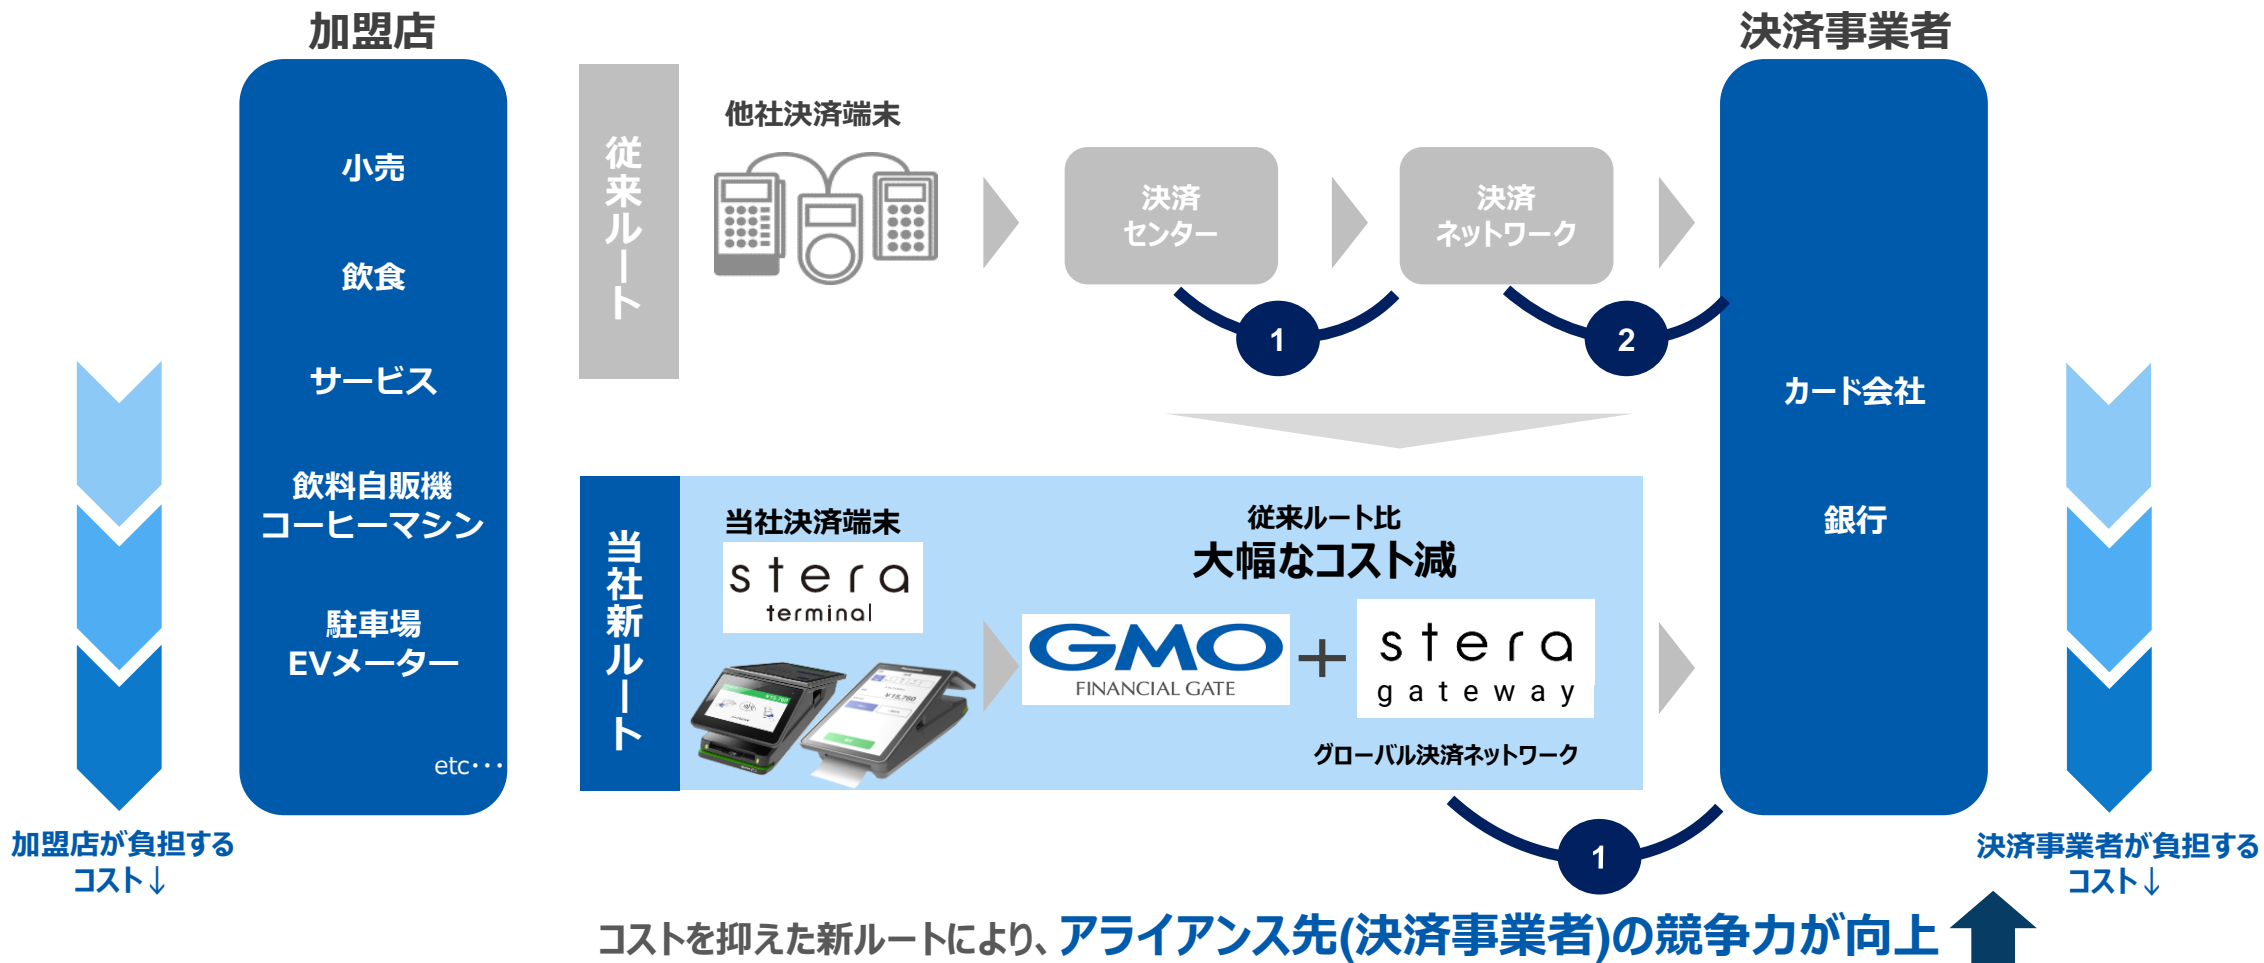 加盟店
小売
飲食
サービス
飲料自販機
コーヒーマシン
駐車場
EVメーター
etc･･･
加盟店が負担する
コスト↓
従来ルート
他社決済端末
決済
センター
決済
ネットワーク
1
2
当社新ルート
当社決済端末
stera
terminal
従来ルート比
大幅なコスト減
GMO
FINANCIAL GATE
+
stera
gateway
グローバル決済ネットワーク
1
決済事業者
カード会社
銀行
決済事業者が負担する
コスト↓
コストを抑えた新ルートにより、アライアンス先(決済事業者)の競争力が向上